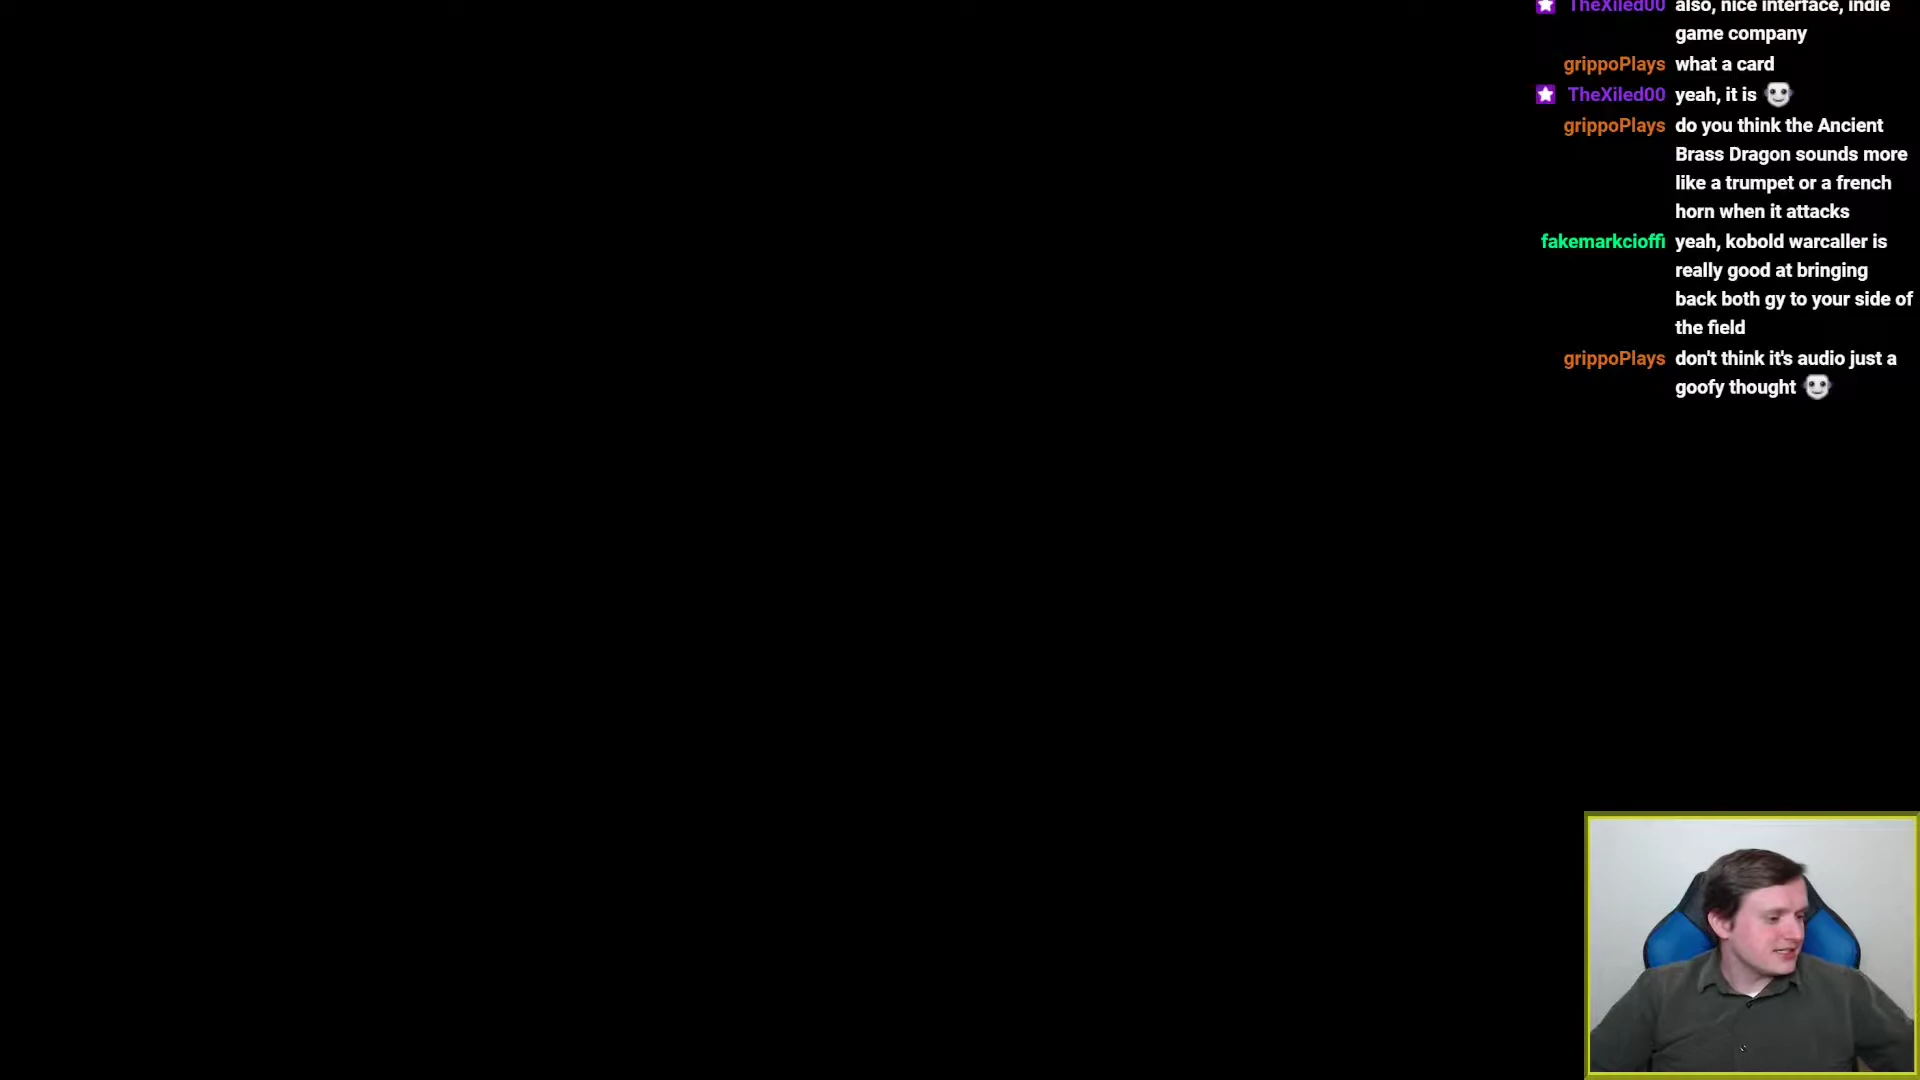 TheXiled00 also, nice interface, indie
game company
grippoPlays what a card
TheXiled00 yeah, it is
grippoPlays do you think the Ancient
Brass Dragon sounds more
like a trumpet or a french
horn when it attacks
fakemarkcioffi yeah, kobold warcaller is
really good at bringing
back both gy to your side of
the field
grippoPlays don't think it's audio just a
goofy thought